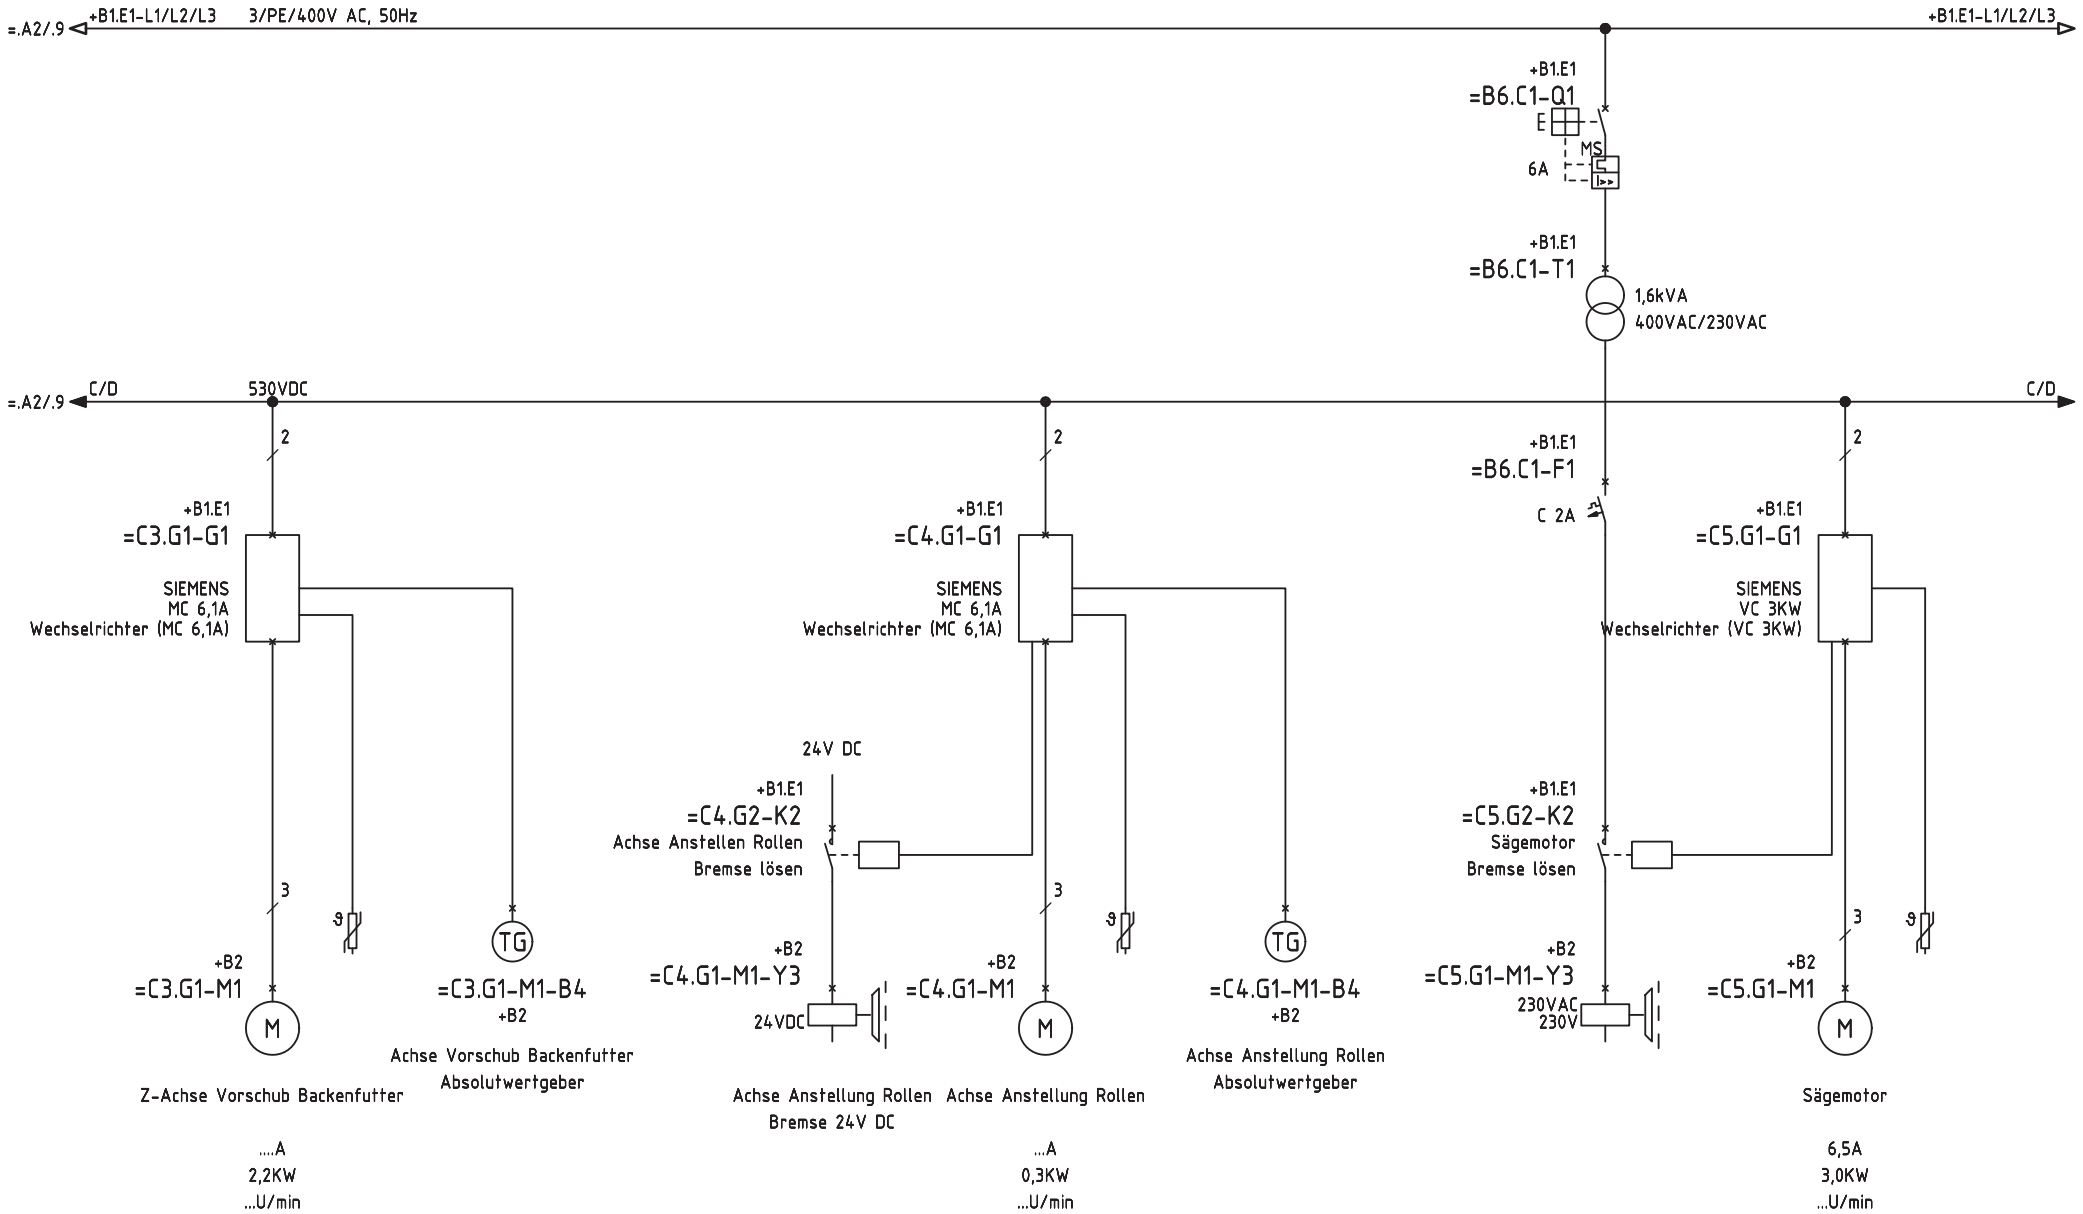 +B1.E1-L1/L2/L3 3/PE/400V AC, 50Hz
=.A2/.9
+B1.E1-L1/L2/L3
+B1.E1
=B6.C1-Q1
E
MS
6A
I>>
+B1.E1
=B6.C1-T1
1,6kVA
400VAC/230VAC
C/D 530VDC
=.A2/.9
C/D
2
2
2
+B1.E1
=B6.C1-F1
C 2A
+B1.E1
=C3.G1-G1
SIEMENS
MC 6,1A
Wechselrichter (MC 6,1A)
+B1.E1
=C4.G1-G1
SIEMENS
MC 6,1A
Wechselrichter (MC 6,1A)
+B1.E1
=C5.G1-G1
SIEMENS
VC 3KW
Wechselrichter (VC 3KW)
24V DC
+B1.E1
=C4.G2-K2
Achse Anstellen Rollen
Bremse lösen
+B1.E1
=C5.G2-K2
Sägemotor
Bremse lösen
3
ϑ
3
ϑ
3
ϑ
+B2
=C3.G1-M1
M
TG
=C3.G1-M1-B4
+B2
Achse Vorschub Backenfutter
Absolutwertgeber
+B2
=C4.G1-M1-Y3
24VDC
+B2
=C4.G1-M1
M
TG
=C4.G1-M1-B4
+B2
Achse Anstellung Rollen
Absolutwertgeber
+B2
=C5.G1-M1-Y3
230VAC
230V
+B2
=C5.G1-M1
M
Z-Achse Vorschub Backenfutter
....A
2,2KW
...U/min
Achse Anstellung Rollen
Bremse 24V DC
Achse Anstellung Rollen
...A
0,3KW
...U/min
Sägemotor
6,5A
3,0KW
...U/min